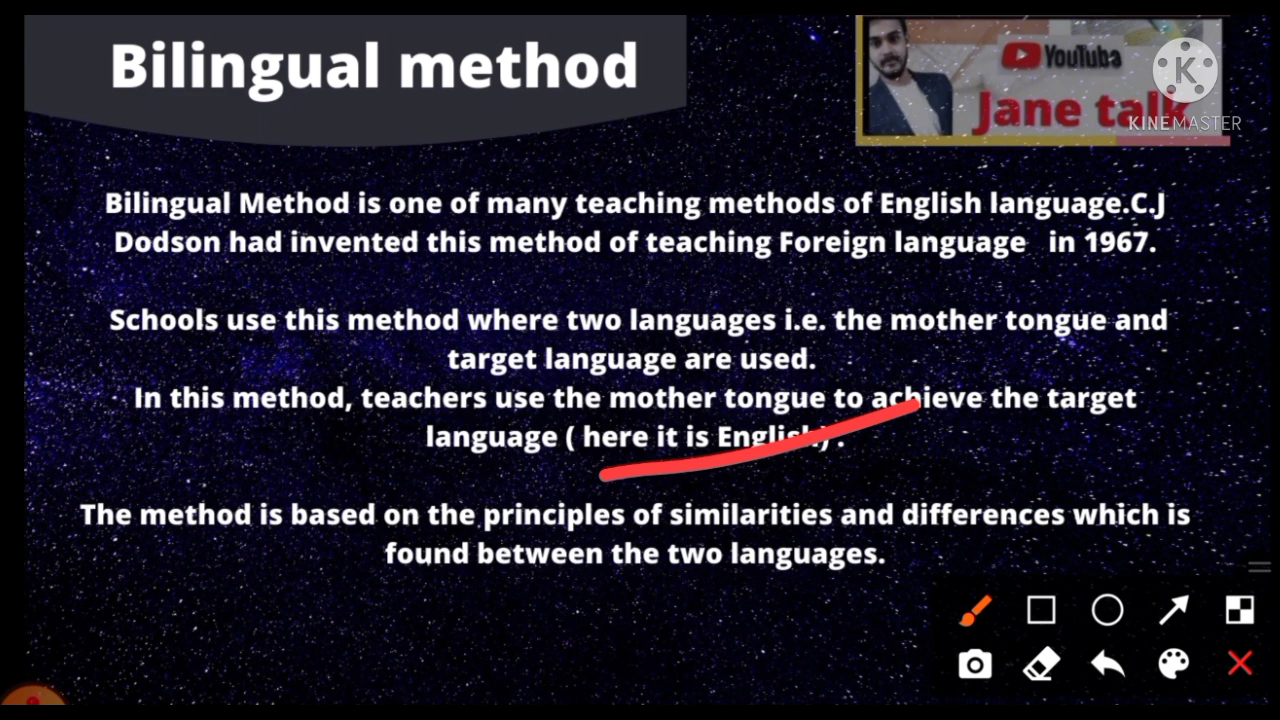 Bilingual method
YouTuba
Jane talk
K
KINEMASTER
Bilingual Method is one of many teaching methods of English language.C.J
Dodson had invented this method of teaching Foreign language in 1967.
Schools use this method where two languages i.e. the mother tongue and
target language are used.
In this method, teachers use the mother tongue to achieve the target
language ( here it is English) .
The method is based on the principles of similarities and differences which is
found between the two languages.